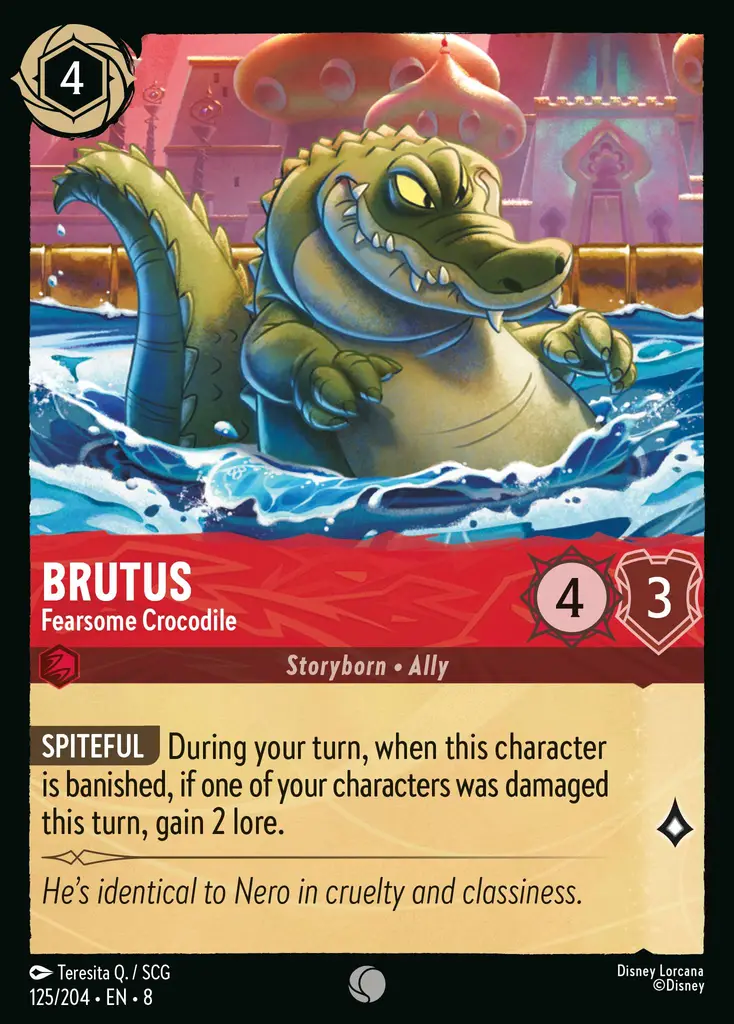 4
BRUTUS
Fearsome Crocodile
4
3
Storyborn • Ally
SPITEFUL During your turn, when this character
is banished, if one of your characters was damaged
this turn, gain 2 lore.
He’s identical to Nero in cruelty and classiness.
Teresita Q. / SCG
125/204 • EN • 8
Disney Lorcana
©Disney